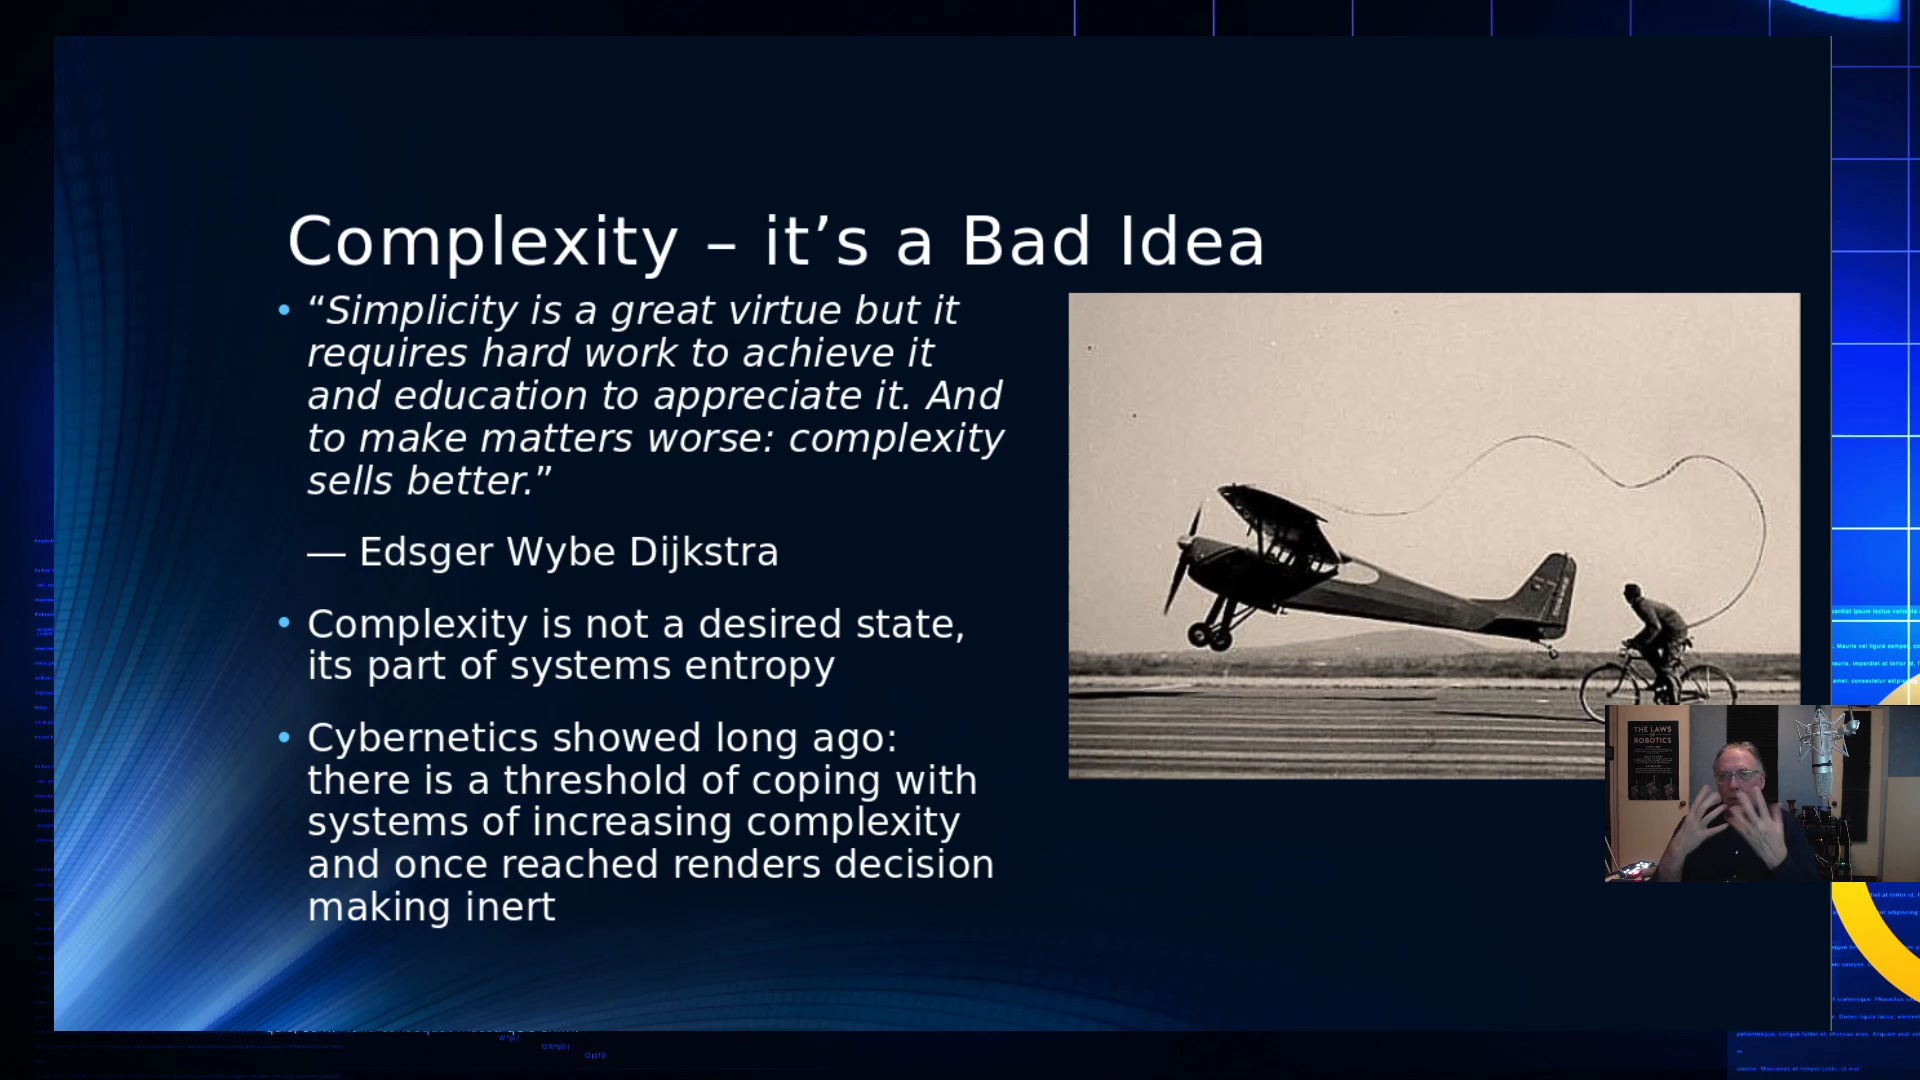 Complexity – it’s a Bad Idea
• “Simplicity is a great virtue but it
requires hard work to achieve it
and education to appreciate it. And
to make matters worse: complexity
sells better.”
— Edsger Wybe Dijkstra
• Complexity is not a desired state,
its part of systems entropy
• Cybernetics showed long ago:
there is a threshold of coping with
systems of increasing complexity
and once reached renders decision
making inert
THE LAWS
OF
ROBOTICS